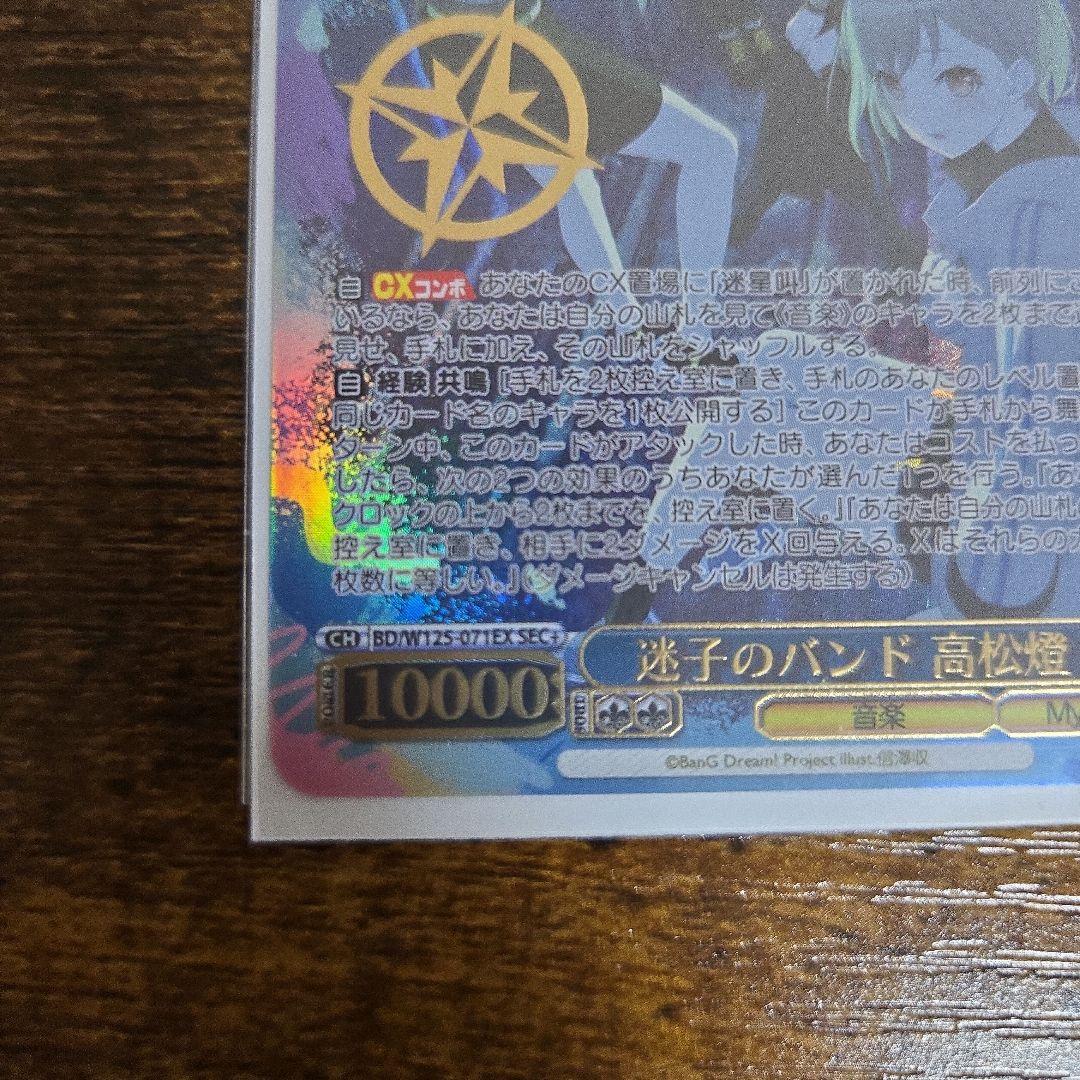 自 CXコンボ あなたのCX置場に「迷星叫」が置かれた時、前列にこ
いるなら、あなたは自分の山札を見て《音楽》のキャラを2枚まで
見せ、手札に加え、その山札をシャッフルする。
自 経験 共鳴 [手札を2枚控え室に置き、手札のあなたのレベル置
同じカード名のキャラを1枚公開する] このカードが手札から舞
ターン中、このカードがアタックした時、あなたはコストを払っ
したら、次の2つの効果のうちあなたが選んだ1つを行う。『あ
クロックの上から2枚までを、控え室に置く。』『あなたは自分の山札
控え室に置き、相手に2ダメージをX回与える。Xはそれらの
枚数に等しい。』（ダメージキャンセルは発生する）
CH BD/W125-071EX SEC+
迷子のバンド 高松燈
POWER 10000
SOUL
音楽 My
©BanG Dream! Project illust.信澤収